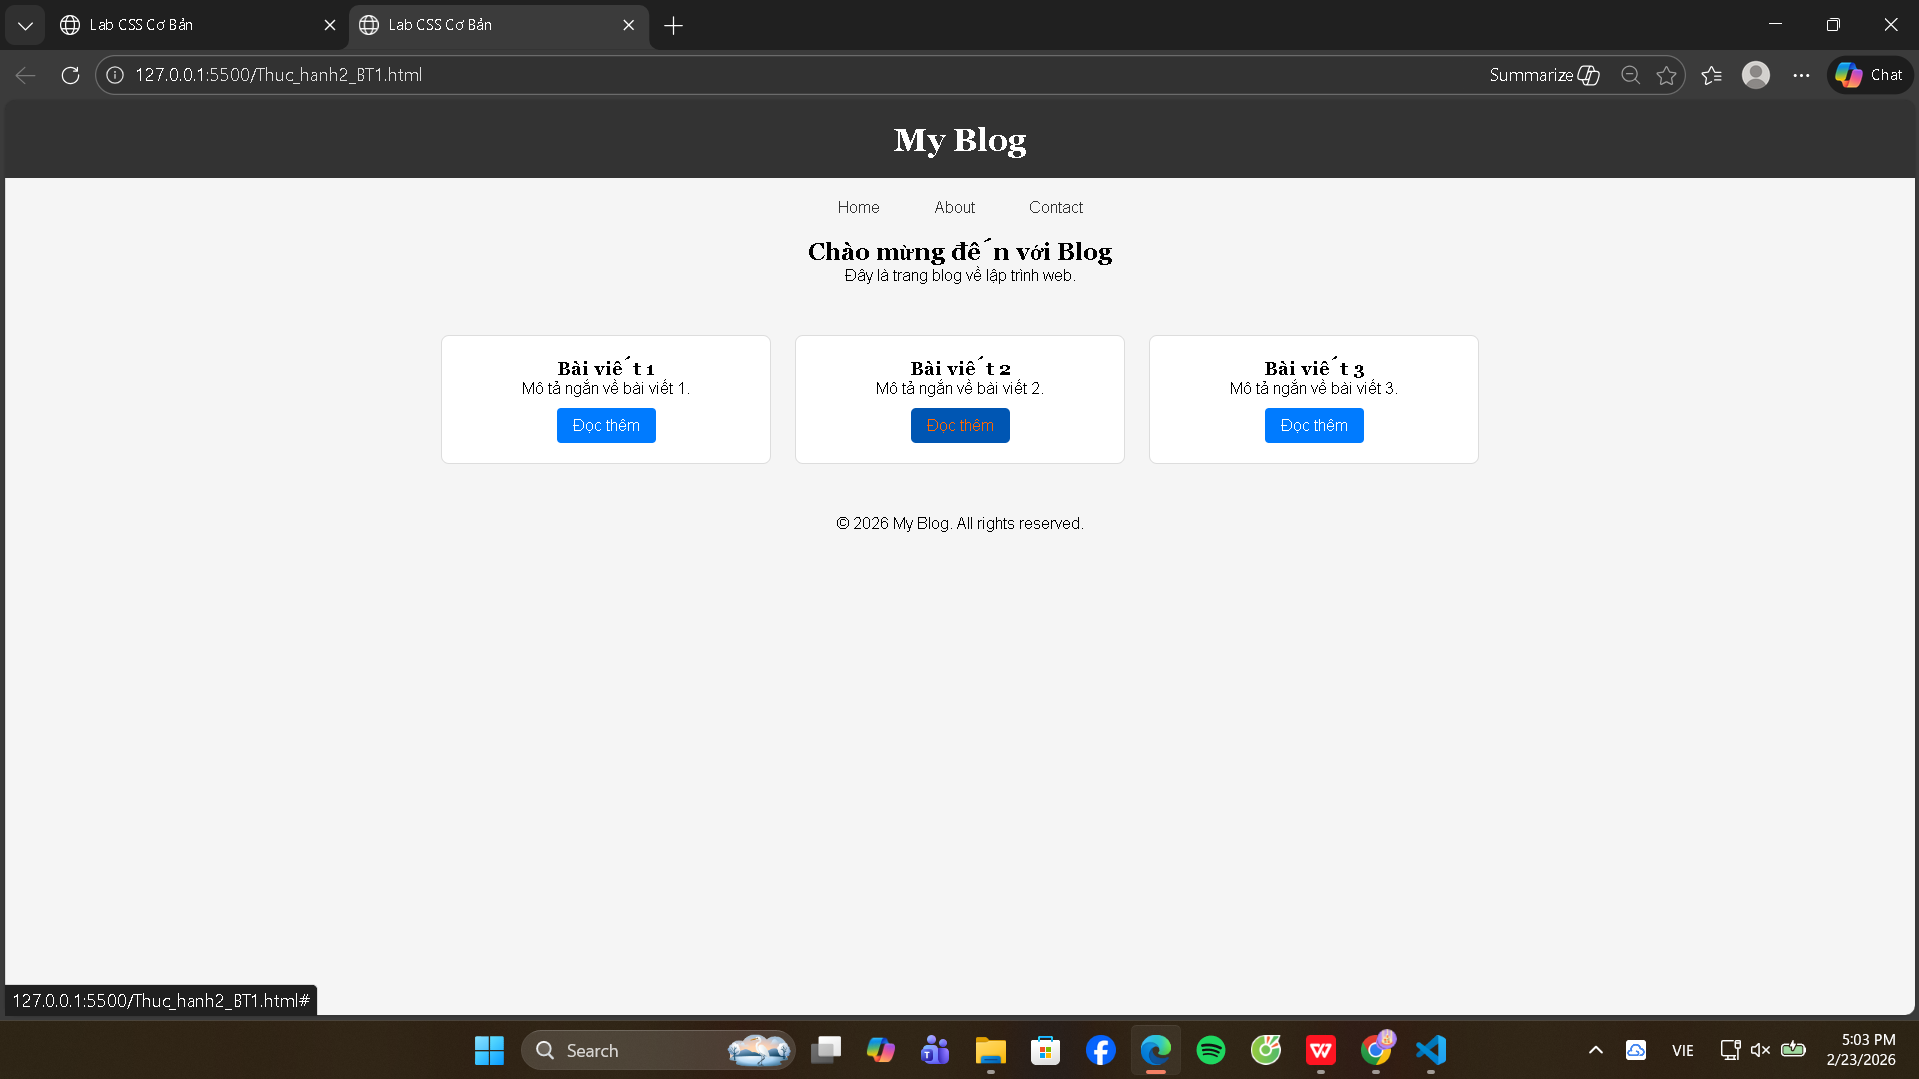 Lab CSS Cơ Bản
Lab CSS Cơ Bản
127.0.0.1:5500/Thuc_hanh2_BT1.html
Summarize
Chat
My Blog
Home About Contact
Chào mừng đến với Blog
Đây là trang blog về lập trình web.
Bài viết 1
Mô tả ngắn về bài viết 1.
Đọc thêm
Bài viết 2
Mô tả ngắn về bài viết 2.
Đọc thêm
Bài viết 3
Mô tả ngắn về bài viết 3.
Đọc thêm
© 2026 My Blog. All rights reserved.
127.0.0.1:5500/Thuc_hanh2_BT1.html#
Search
VIE
5:03 PM
2/23/2026